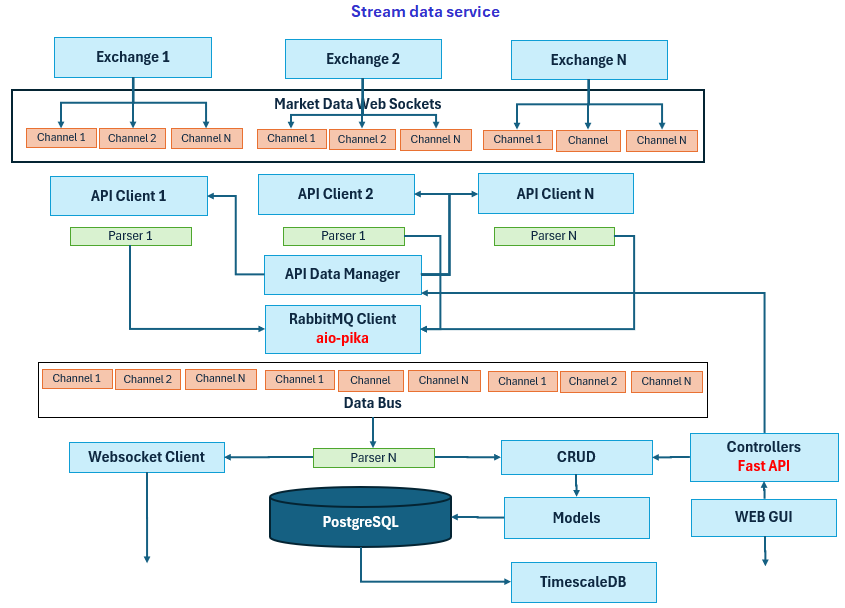 Stream data service
Exchange 1
Exchange 2
Exchange N
Market Data Web Sockets
Channel 1
Channel 2
Channel N
Channel 1
Channel 2
Channel N
Channel 1
Channel
Channel N
API Client 1
API Client 2
API Client N
Parser 1
Parser 1
Parser N
API Data Manager
RabbitMQ Client
aio-pika
Channel 1
Channel 2
Channel N
Channel 1
Channel
Channel N
Channel 1
Channel 2
Channel N
Data Bus
Websocket Client
Parser N
CRUD
Controllers
Fast API
PostgreSQL
Models
WEB GUI
TimescaleDB